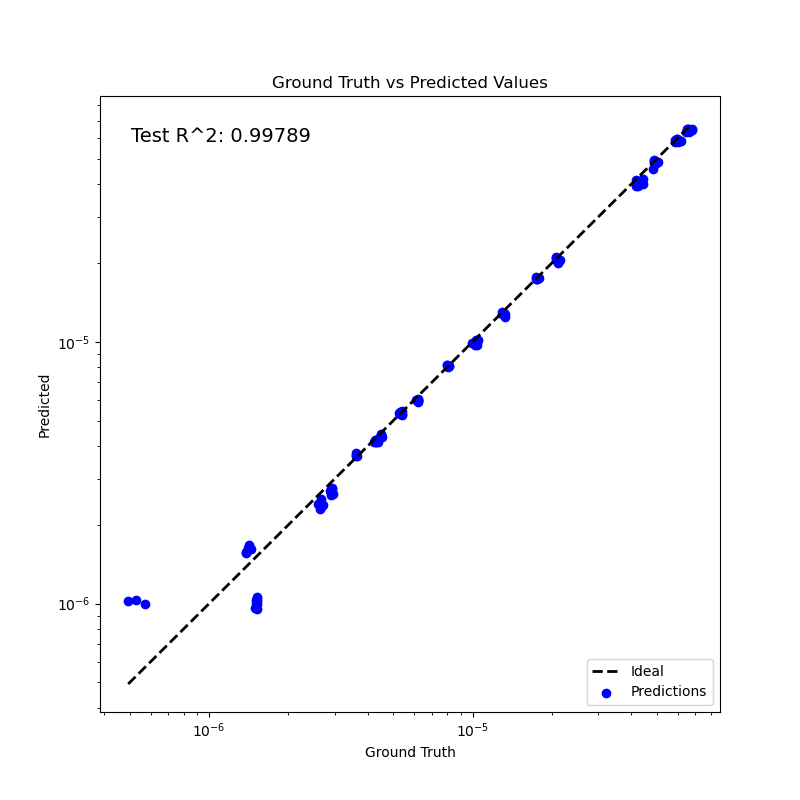 Ground Truth vs Predicted Values
Test R^2: 0.99789
Predicted
10⁻⁵
10⁻⁶
Ideal
Predictions
10⁻⁶
10⁻⁵
Ground Truth